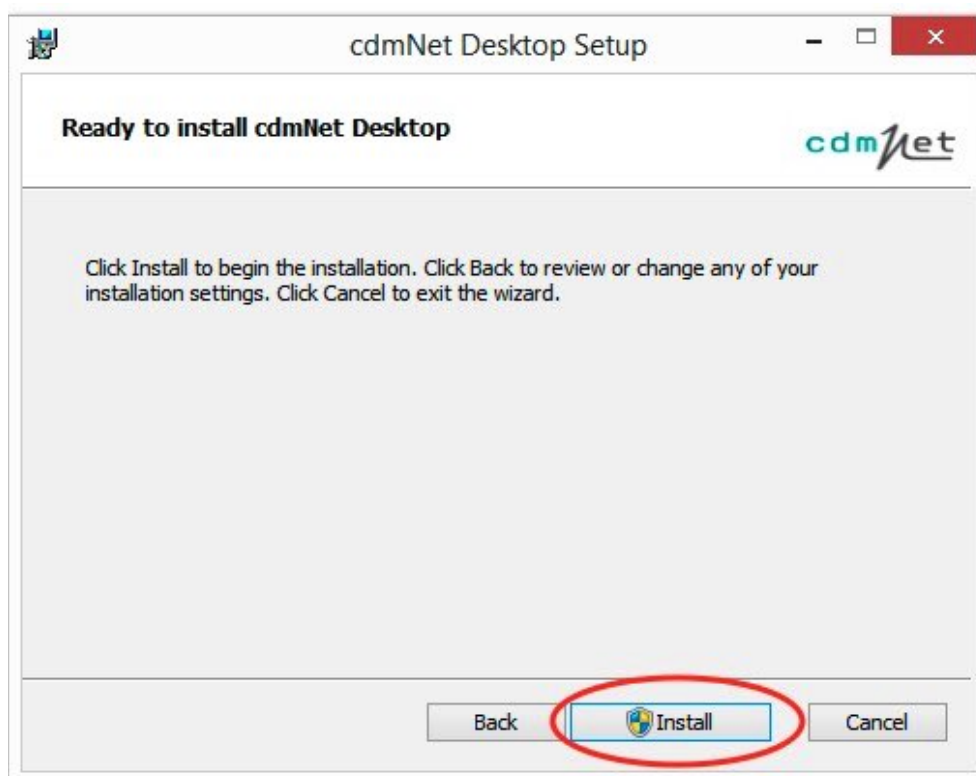 cdmNet Desktop Setup
Ready to install cdmNet Desktop
cdmNet
Click Install to begin the installation. Click Back to review or change any of your
installation settings. Click Cancel to exit the wizard.
Back Install Cancel